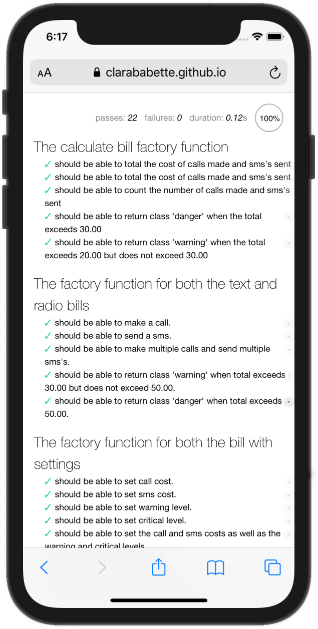 6:17
AA clarababette.github.io
passes: 22 failures: 0 duration: 0.12s 100%
The calculate bill factory function
✓ should be able to total the cost of calls made and sms's sent
✓ should be able to total the cost of calls made and sms's sent
✓ should be able to count the number of calls made and sms's
sent
✓ should be able to return class 'danger' when the total
exceeds 30.00
✓ should be able to return class 'warning' when the total
exceeds 20.00 but does not exceed 30.00
The factory function for both the text and
radio bills
✓ should be able to make a call.
✓ should be able to send a sms.
✓ should be able to make multiple calls and send multiple
sms's.
✓ should be able to return class 'warning' when total exceeds
30.00 but does not exceed 50.00.
✓ should be able to return class 'danger' when total exceeds
50.00.
The factory function for both the bill with
settings
✓ should be able to set call cost.
✓ should be able to set sms cost.
✓ should be able to set warning level.
✓ should be able to set critical level.
✓ should be able to set the call and sms costs as well as the
warning and critical levels